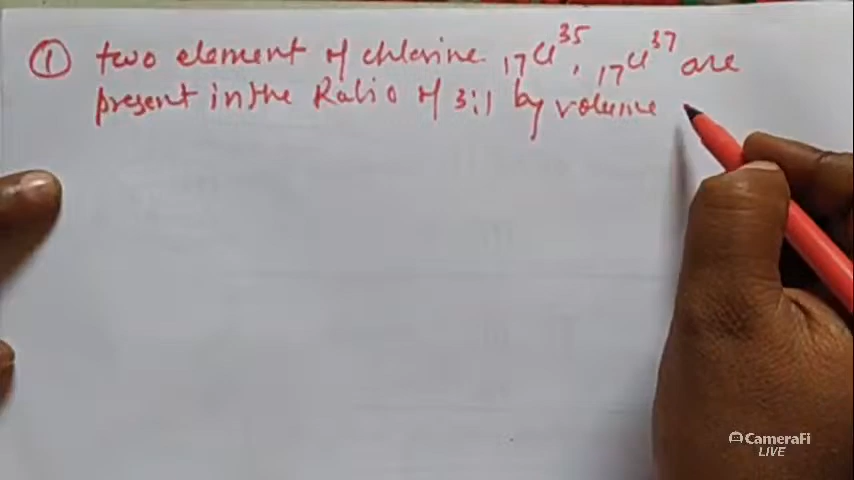 ① two element of chlorine ₁₇Cl³⁵, ₁₇Cl³⁷ are
present in the Ratio of 3:1 by volume
CameraFi
LIVE